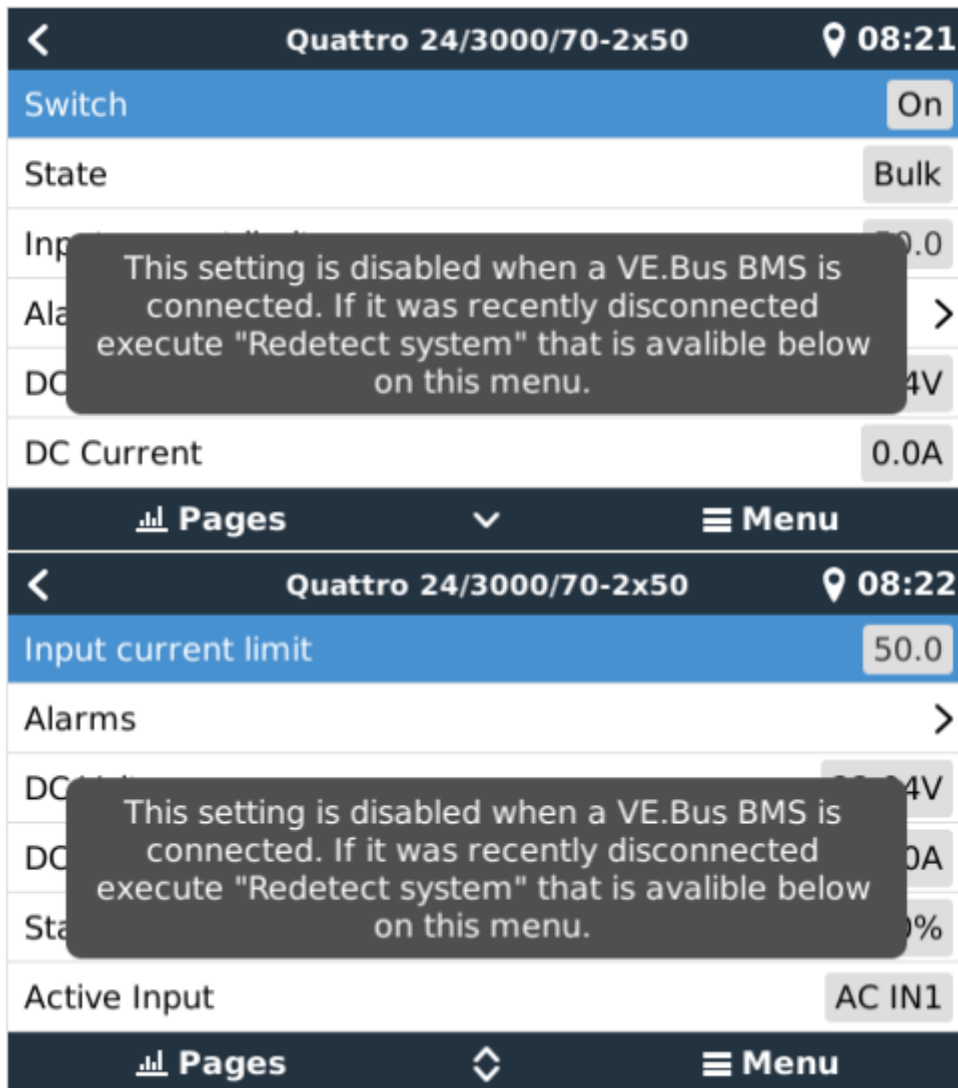 Quattro 24/3000/70-2x50 08:21
Switch On
State Bulk
This setting is disabled when a VE.Bus BMS is
connected. If it was recently disconnected
execute "Redetect system" that is avalible below
on this menu.
DC Current 0.0A
Pages Menu
Quattro 24/3000/70-2x50 08:22
Input current limit 50.0
Alarms
DC
This setting is disabled when a VE.Bus BMS is
connected. If it was recently disconnected
execute "Redetect system" that is avalible below
on this menu.
Active Input AC IN1
Pages Menu